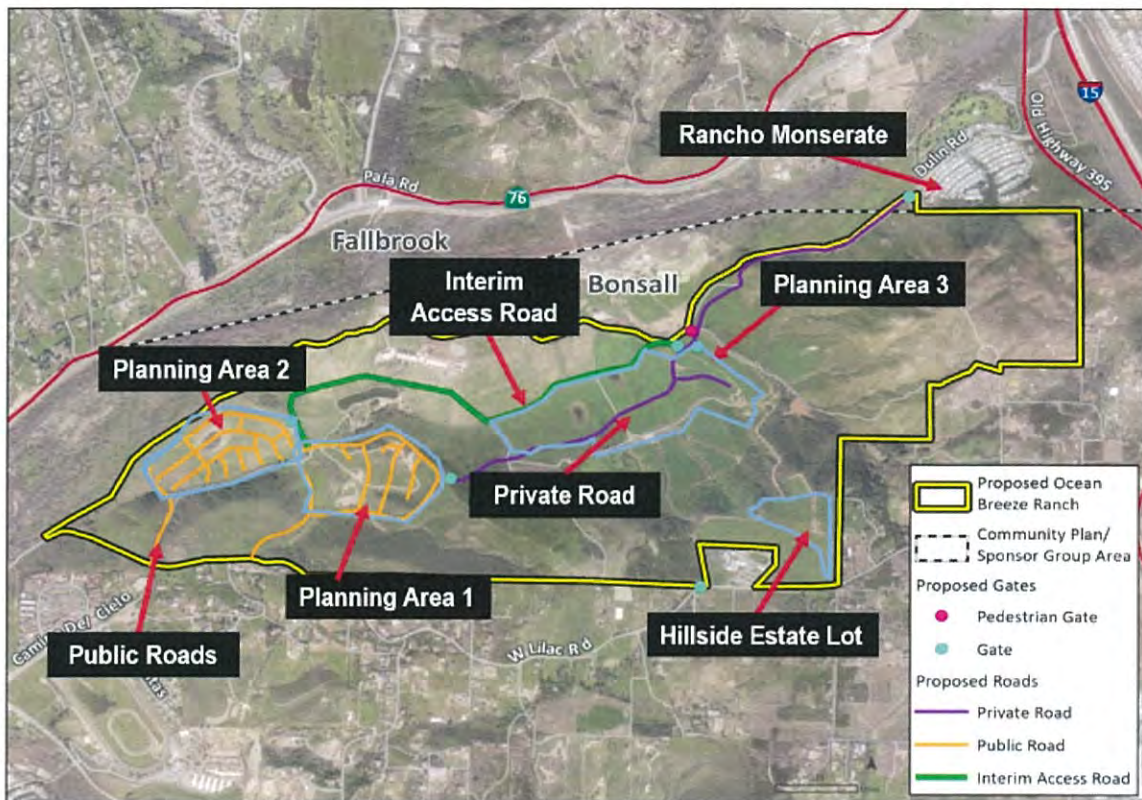 15
Old Highway 395
Rancho Monserate
Dulin Rd
Pala Rd
76
Fallbrook
Interim
Access Road
Bonsall
Planning Area 3
Planning Area 2
Private Road
Planning Area 1
Public Roads
Hillside Estate Lot
Camino Del Cielo
W Lilac Rd
Proposed Ocean
Breeze Ranch
Community Plan/
Sponsor Group Area
Proposed Gates
Pedestrian Gate
Gate
Proposed Roads
Private Road
Public Road
Interim Access Road